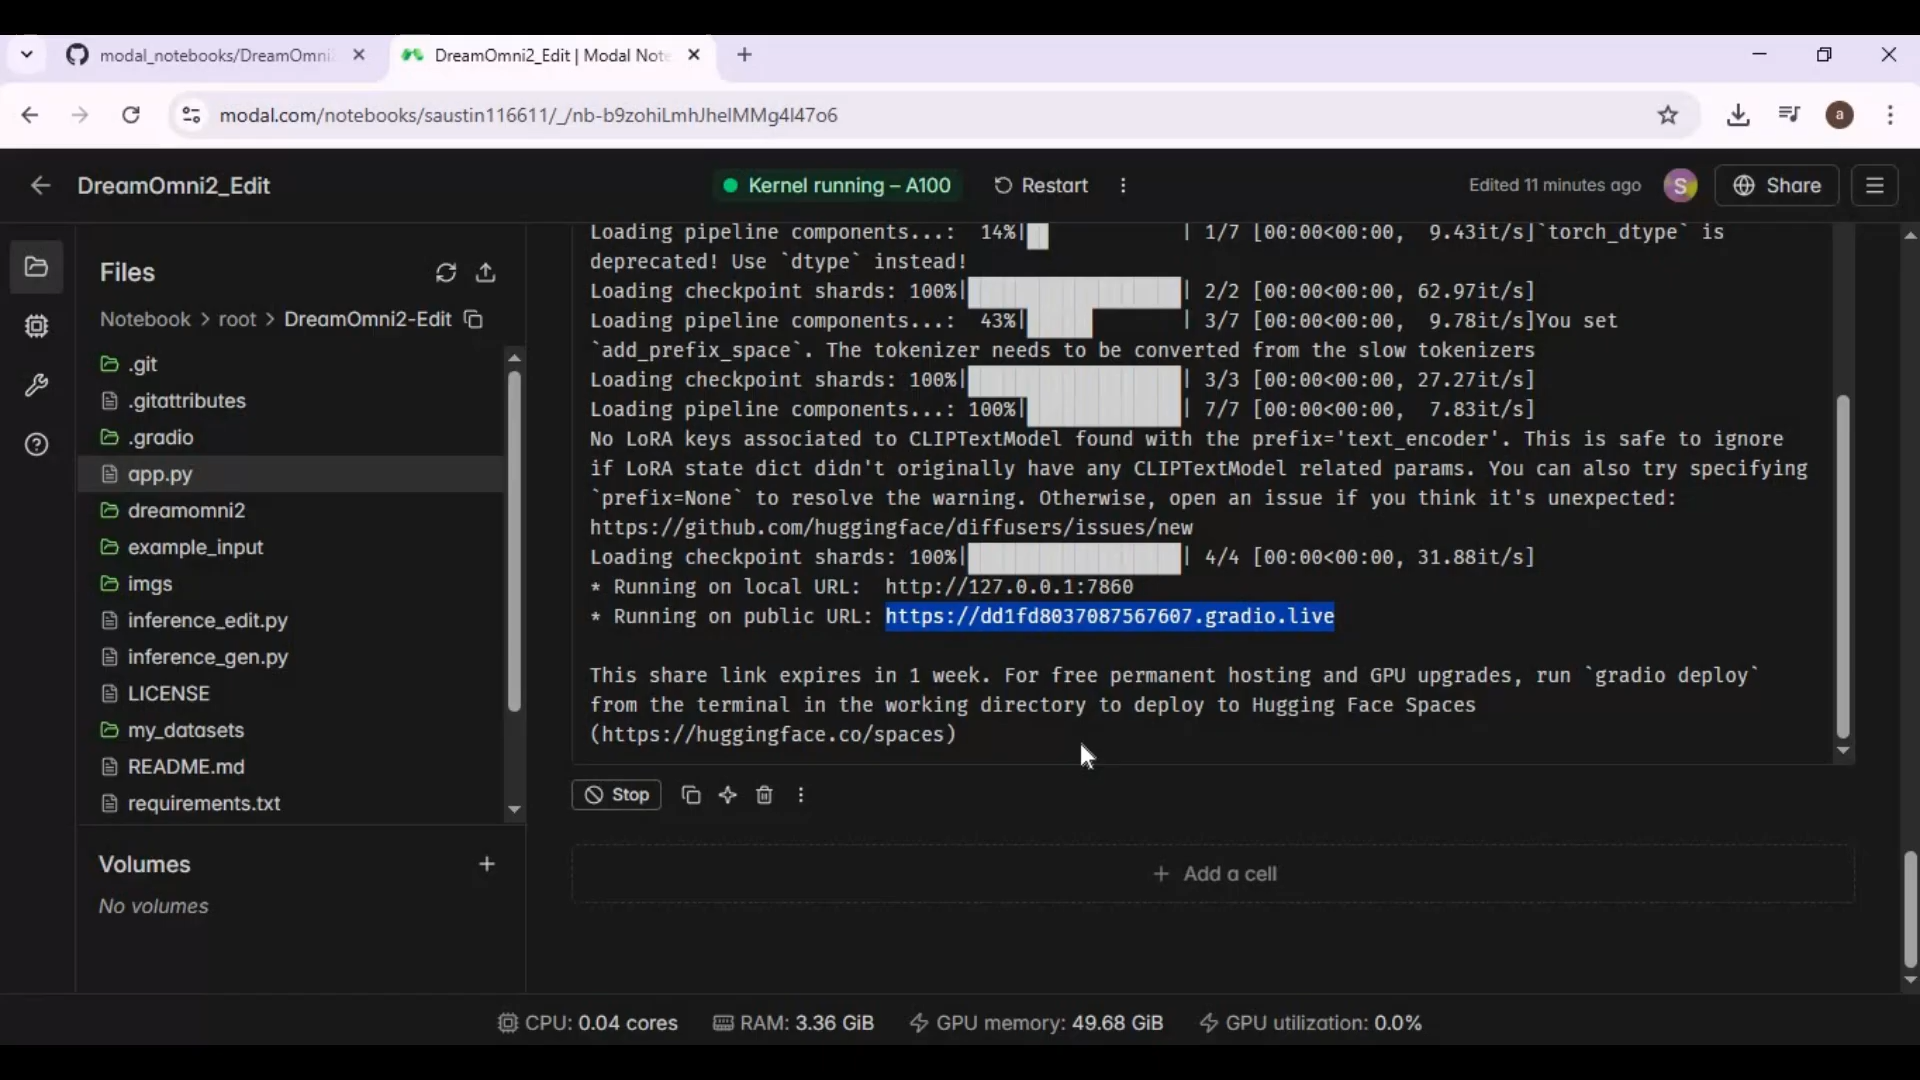 modal_notebooks/DreamOmni
DreamOmni2_Edit | Modal Note
modal.com/notebooks/saustin116611/_/nb-b9zohiLmhJhelMMg4l47o6
a
DreamOmni2_Edit
Kernel running – A100
Restart
Edited 11 minutes ago
S
Share
Files
Notebook > root > DreamOmni2-Edit
.git
.gitattributes
.gradio
app.py
dreamomni2
example_input
imgs
inference_edit.py
inference_gen.py
LICENSE
my_datasets
README.md
requirements.txt
Volumes
No volumes
Loading pipeline components...:  14%|██        | 1/7 [00:00<00:00,  9.43it/s]`torch_dtype` is
deprecated! Use `dtype` instead!
Loading checkpoint shards: 100%|██████████| 2/2 [00:00<00:00, 62.97it/s]
Loading pipeline components...:  43%|████      | 3/7 [00:00<00:00,  9.78it/s]You set
`add_prefix_space`. The tokenizer needs to be converted from the slow tokenizers
Loading checkpoint shards: 100%|██████████| 3/3 [00:00<00:00, 27.27it/s]
Loading pipeline components...: 100%|██████████| 7/7 [00:00<00:00,  7.83it/s]
No LoRA keys associated to CLIPTextModel found with the prefix='text_encoder'. This is safe to ignore
if LoRA state dict didn't originally have any CLIPTextModel related params. You can also try specifying
`prefix=None` to resolve the warning. Otherwise, open an issue if you think it's unexpected:
https://github.com/huggingface/diffusers/issues/new
Loading checkpoint shards: 100%|██████████| 4/4 [00:00<00:00, 31.88it/s]
* Running on local URL:  http://127.0.0.1:7860
* Running on public URL: https://dd1fd8037087567607.gradio.live
This share link expires in 1 week. For free permanent hosting and GPU upgrades, run `gradio deploy`
from the terminal in the working directory to deploy to Hugging Face Spaces
(https://huggingface.co/spaces)
Stop
+ Add a cell
CPU: 0.04 cores
RAM: 3.36 GiB
GPU memory: 49.68 GiB
GPU utilization: 0.0%